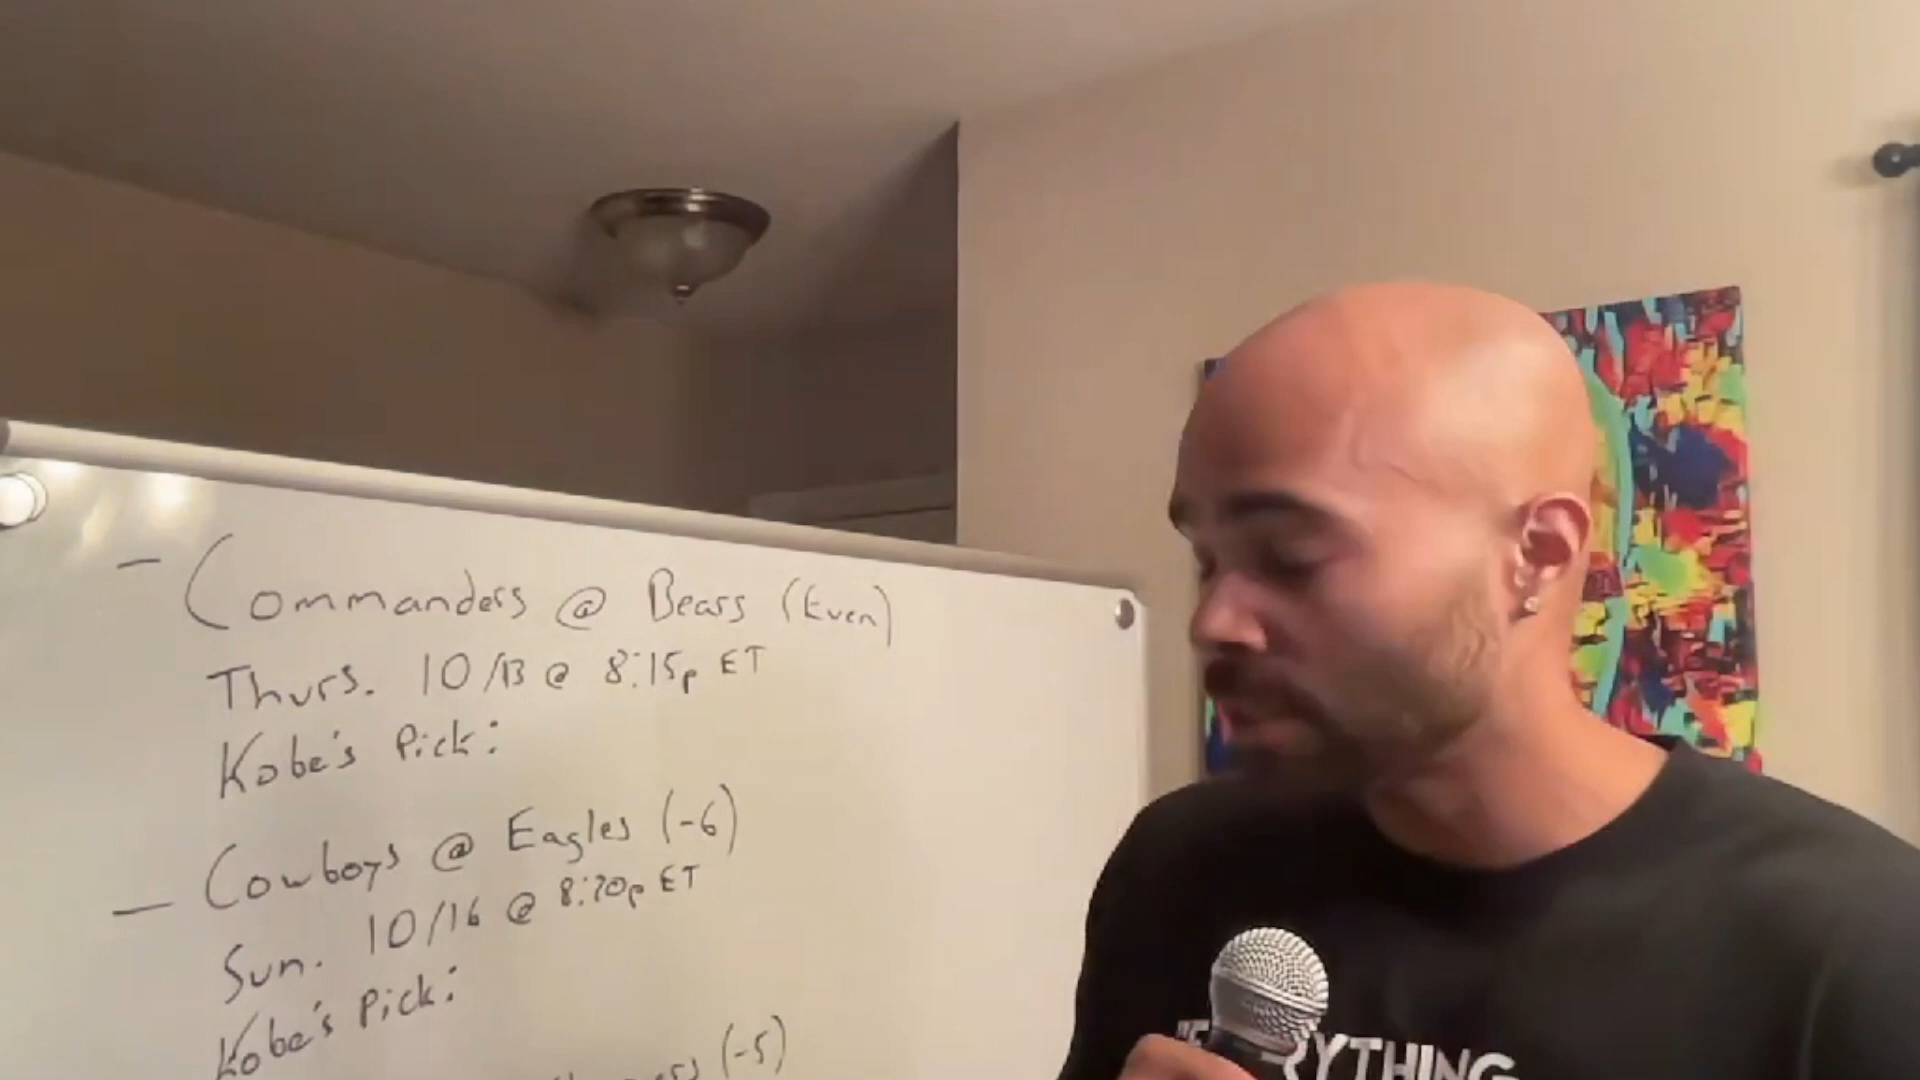 - Commanders @ Bears (Even)
Thurs. 10/13 @ 8:15p ET
Kobe's Pick:
- Cowboys @ Eagles (-6)
Sun. 10/16 @ 8:20p ET
Kobe's Pick:
(-5)
RYTHING